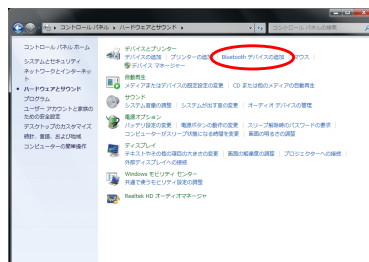 コントロール パネル ▸ ハードウェアとサウンド ▸
コントロール パネルの検索
コントロール パネル ホーム
システムとセキュリティ
ネットワークとインターネット
ハードウェアとサウンド
プログラム
ユーザー アカウントと家族のための安全設定
デスクトップのカスタマイズ
時計、言語、および地域
コンピューターの簡単操作
デバイスとプリンター
デバイスの追加 | プリンターの追加 | Bluetooth デバイスの追加 | マウス |
デバイス マネージャー
自動再生
メディアまたはデバイスの既定設定の変更 | CD または他のメディアの自動再生
サウンド
システム音量の調整 | システムが出す音の変更 | オーディオ デバイスの管理
電源オプション
バッテリ設定の変更 | 電源ボタンの動作の変更 | スリープ解除時のパスワードの要求 |
コンピューターがスリープ状態になる時間を変更 | 画面の明るさの調整
ディスプレイ
テキストやその他の項目の大きさの変更 | 画面の解像度の調整 | プロジェクターへの接続 |
外部ディスプレイへの接続
Windows モビリティ センター
共通で使うモビリティ設定の調整
Realtek HD オーディオマネージャ